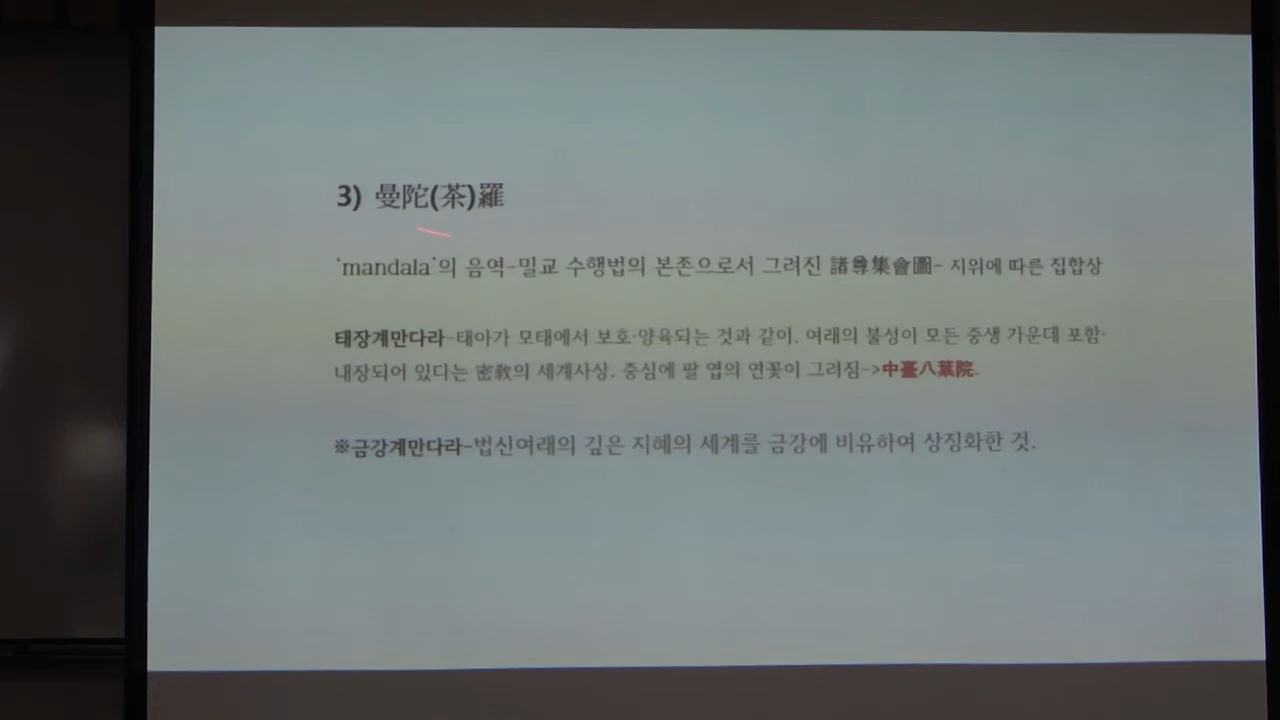 3) 曼陀(茶)羅
'mandala'의 음역-밀교 수행법의 본존으로서 그려진 諸尊集會圖- 지위에 따른 집합상
태장계만다라-태아가 모태에서 보호·양육되는 것과 같이, 여래의 불성이 모든 중생 가운데 포함·
내장되어 있다는 密敎의 세계사상. 중심에 팔 엽의 연꽃이 그려짐->中臺八葉院.
※금강계만다라-법신여래의 깊은 지혜의 세계를 금강에 비유하여 상징화한 것.